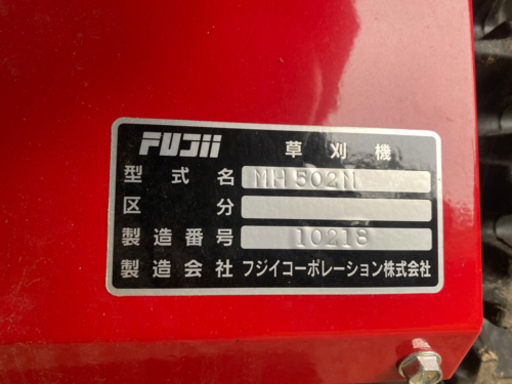 FUJii 草刈機
型式名 MH502M
区分
製造番号 10218
製造会社 フジイコーポレーション株式会社